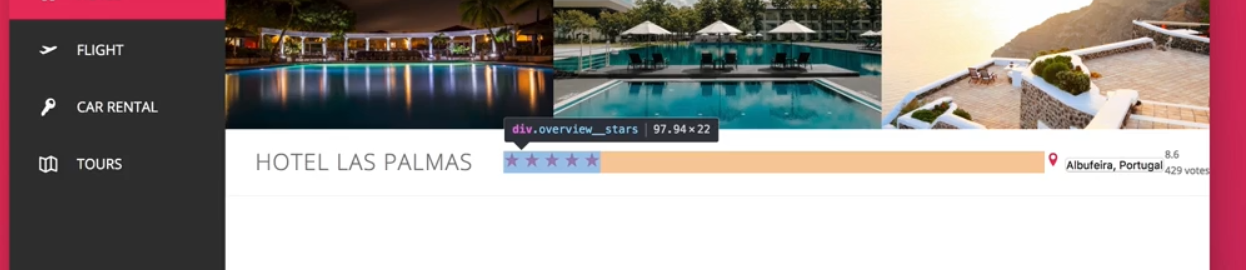 FLIGHT
CAR RENTAL
TOURS
div.overview__stars | 97.94×22
HOTEL LAS PALMAS
Albufeira, Portugal
8.6
429 votes